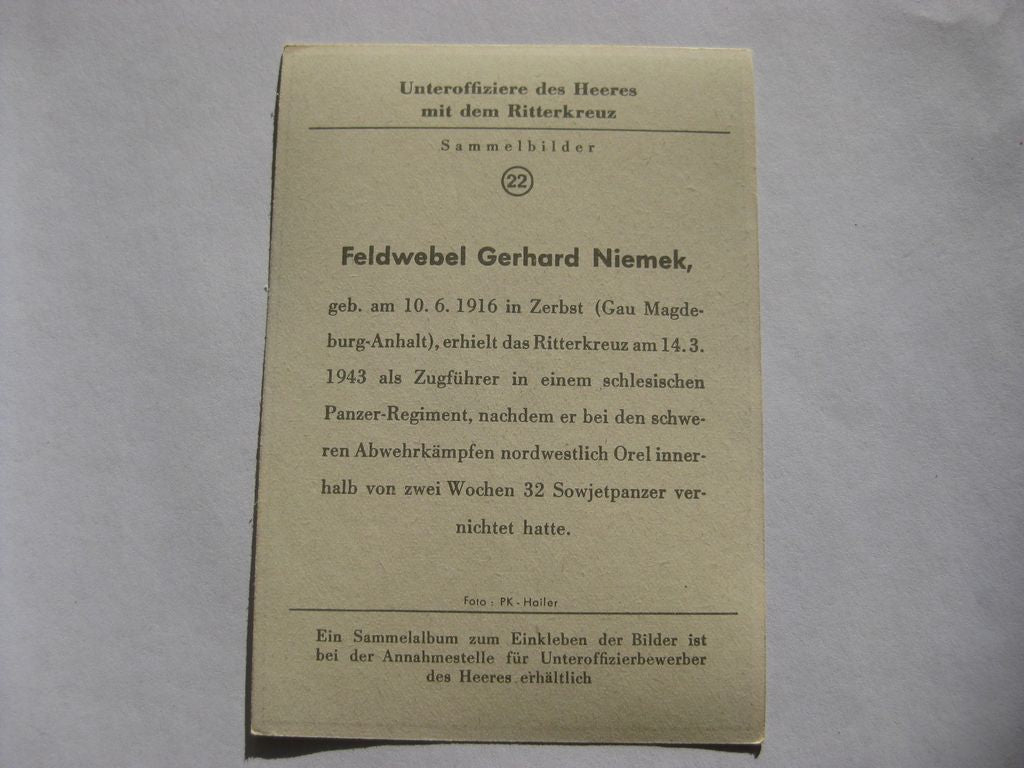 Unteroffiziere des Heeres
mit dem Ritterkreuz
Sammelbilder
22
Feldwebel Gerhard Niemek,
geb. am 10. 6. 1916 in Zerbst (Gau Magde-
burg-Anhalt), erhielt das Ritterkreuz am 14. 3.
1943 als Zugführer in einem schlesischen
Panzer-Regiment, nachdem er bei den schwe-
ren Abwehrkämpfen nordwestlich Orel inner-
halb von zwei Wochen 32 Sowjetpanzer ver-
nichtet hatte.
Foto : PK - Hailer
Ein Sammelalbum zum Einkleben der Bilder ist
bei der Annahmestelle für Unteroffizierbewerber
des Heeres erhältlich